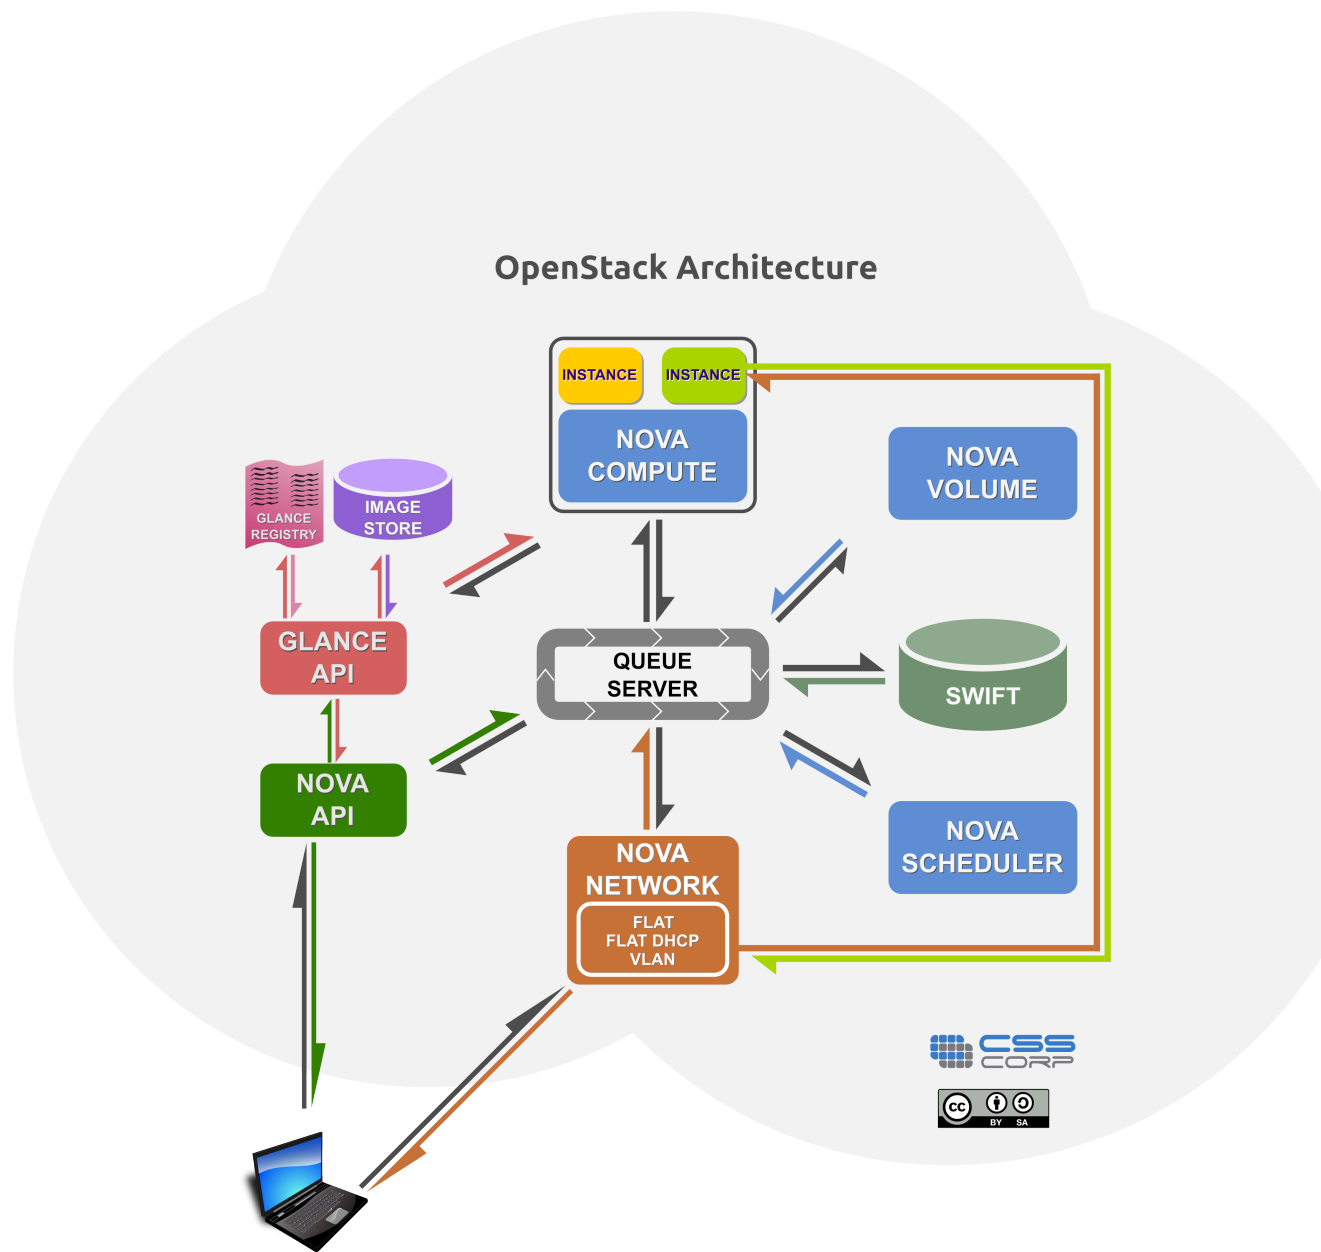 OpenStack Architecture
INSTANCE
INSTANCE
NOVA
COMPUTE
NOVA
VOLUME
GLANCE
REGISTRY
IMAGE
STORE
GLANCE
API
QUEUE
SERVER
SWIFT
NOVA
API
NOVA
SCHEDULER
NOVA
NETWORK
FLAT
FLAT DHCP
VLAN
CSS
CORP
cc
BY SA